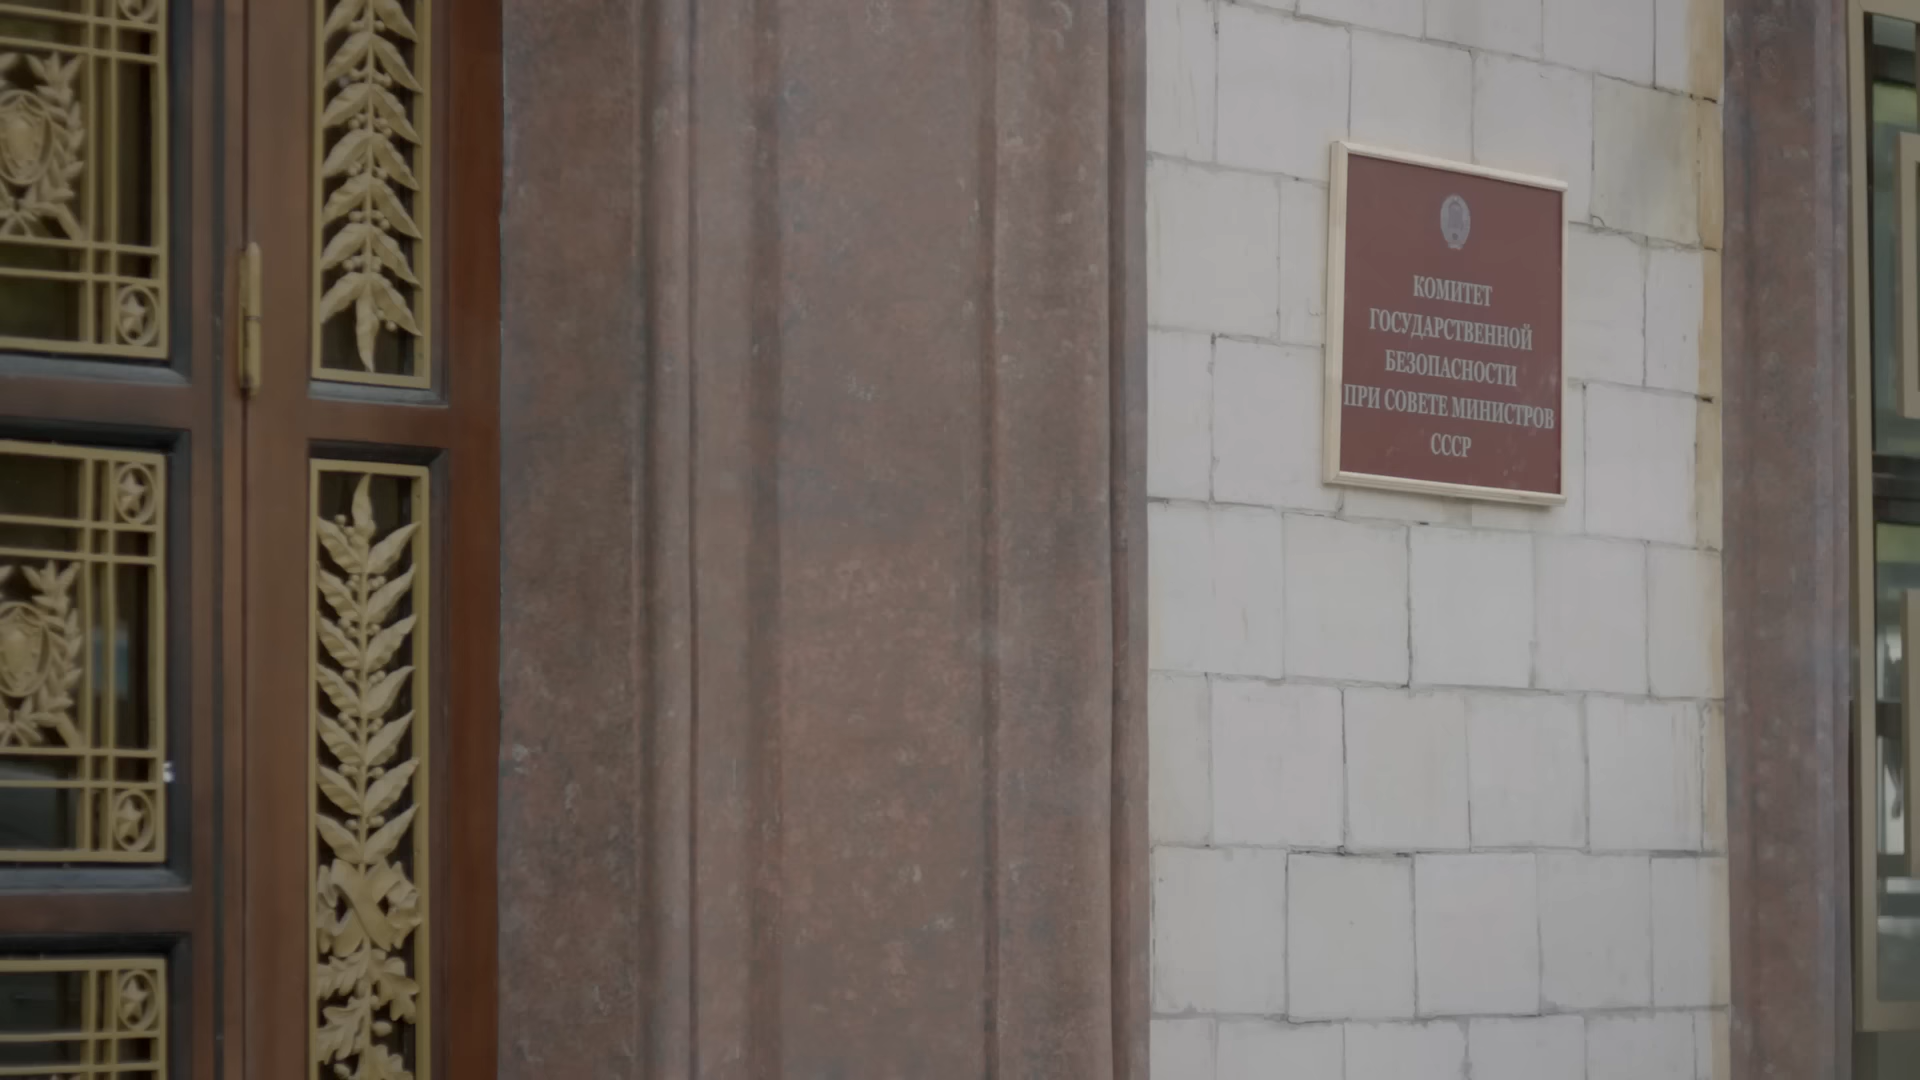 КОМИТЕТ
ГОСУДАРСТВЕННОЙ
БЕЗОПАСНОСТИ
ПРИ СОВЕТЕ МИНИСТРОВ
СССР